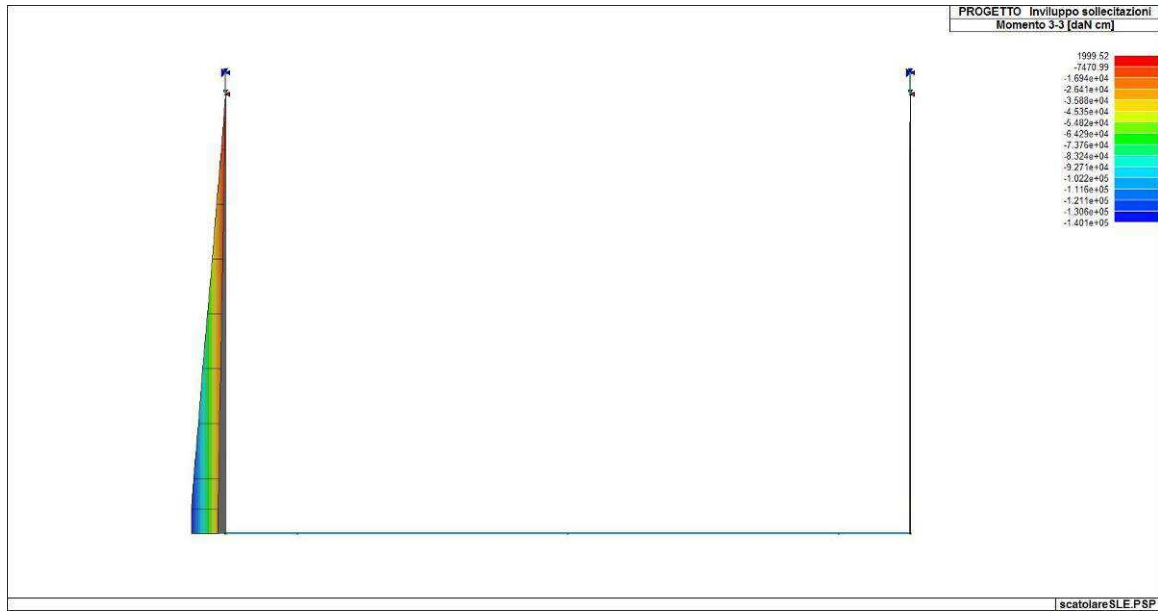 PROGETTO Inviluppo sollecitazioni
Momento 3-3 [daN cm]
1999.52
-7470.99
-1.694e+04
-2.641e+04
-3.588e+04
-4.535e+04
-5.482e+04
-6.429e+04
-7.376e+04
-8.324e+04
-9.271e+04
-1.022e+05
-1.116e+05
-1.211e+05
-1.306e+05
-1.401e+05
scatolareSLE.PSP